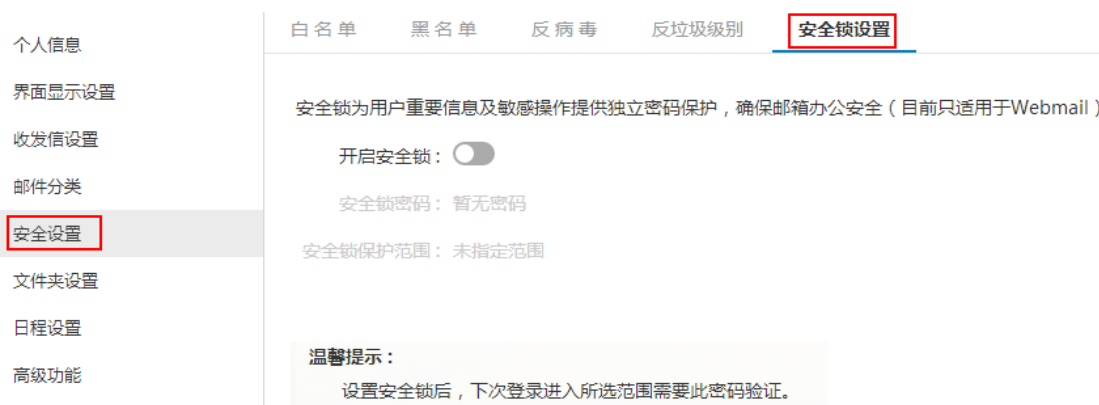 个人信息
界面显示设置
收发信设置
邮件分类
安全设置
文件夹设置
日程设置
高级功能
白名单 黑名单 反病毒 反垃圾级别 安全锁设置
安全锁为用户重要信息及敏感操作提供独立密码保护，确保邮箱办公安全（目前只适用于Webmail）
开启安全锁：
安全锁密码： 暂无密码
安全锁保护范围： 未指定范围
温馨提示：
设置安全锁后，下次登录进入所选范围需要此密码验证。